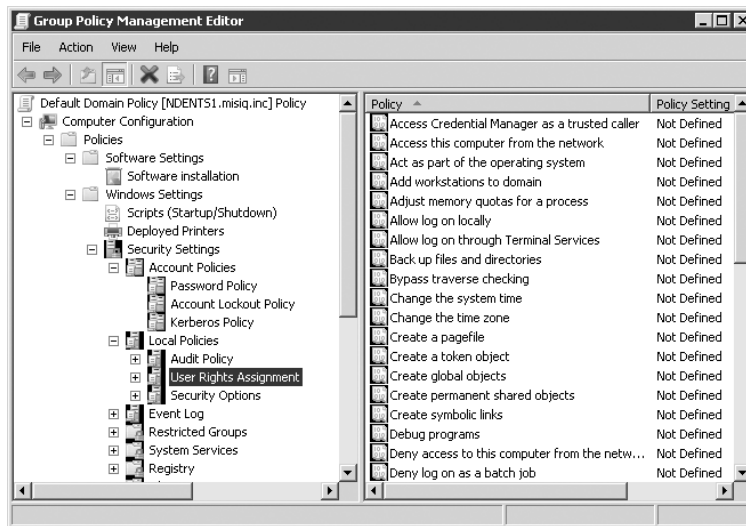 Group Policy Management Editor
File Action View Help
Default Domain Policy [NDENTS1.misiq.inc] Policy
Computer Configuration
Policies
Software Settings
Software installation
Windows Settings
Scripts (Startup/Shutdown)
Deployed Printers
Security Settings
Account Policies
Password Policy
Account Lockout Policy
Kerberos Policy
Local Policies
Audit Policy
User Rights Assignment
Security Options
Event Log
Restricted Groups
System Services
Registry
Policy Policy Setting
Access Credential Manager as a trusted caller Not Defined
Access this computer from the network Not Defined
Act as part of the operating system Not Defined
Add workstations to domain Not Defined
Adjust memory quotas for a process Not Defined
Allow log on locally Not Defined
Allow log on through Terminal Services Not Defined
Back up files and directories Not Defined
Bypass traverse checking Not Defined
Change the system time Not Defined
Change the time zone Not Defined
Create a pagefile Not Defined
Create a token object Not Defined
Create global objects Not Defined
Create permanent shared objects Not Defined
Create symbolic links Not Defined
Debug programs Not Defined
Deny access to this computer from the netw... Not Defined
Deny log on as a batch job Not Defined